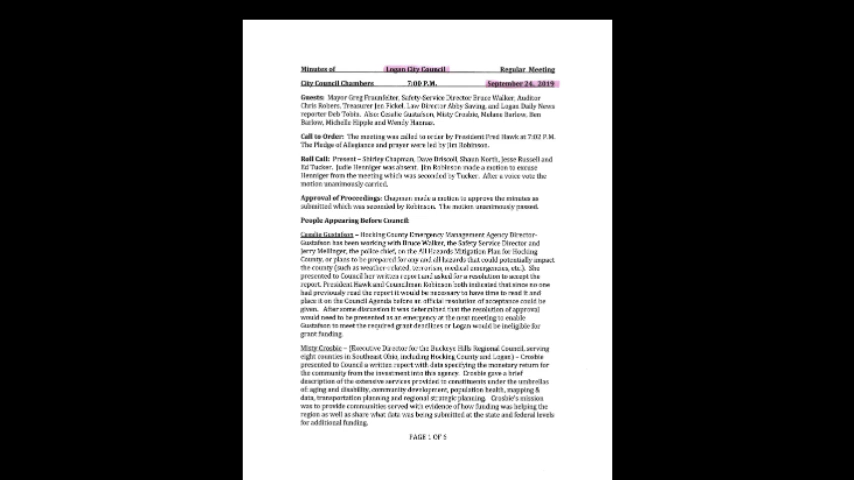 Minutes of Logan City Council Regular Meeting
City Council Chambers 7:00 P.M. September 24, 2019
Guests: Mayor Greg Fraunfelter, Safety-Service Director Bruce Walker, Auditor
Chris Robers, Treasurer Jen Fickel, Law Director Abby Saving, and Logan Daily News
reporter Deb Tobin. Also: Cesalie Gustafson, Misty Crosbie, Melane Barlow, Ben
Barlow, Michelle Hipple and Wendy Hannas.
Call to Order: The meeting was called to order by President Fred Hawk at 7:02 P.M.
The Pledge of Allegiance and prayer were led by Jim Robinson.
Roll Call: Present – Shirley Chapman, Dave Driscoll, Shaun North, Jesse Russell and
Ed Tucker. Judie Henniger was absent. Jim Robinson made a motion to excuse
Henniger from the meeting which was seconded by Tucker. After a voice vote the
motion unanimously carried.
Approval of Proceedings: Chapman made a motion to approve the minutes as
submitted which was seconded by Robinson. The motion unanimously passed.
People Appearing Before Council:
Cesalie Gustafson – Hocking County Emergency Management Agency Director-
Gustafson has been working with Bruce Walker, the Safety Service Director and
Jerry Mellinger, the police chief, on the All Hazards Mitigation Plan for Hocking
County, or plans to be prepared for any and all hazards that could potentially impact
the county (such as weather-related, terrorism, medical emergencies, etc.). She
presented to Council her written report and asked for a resolution to accept the
report. President Hawk and Councilman Robinson both indicated that since no one
had previously read the report it would be necessary to have time to read it and
place it on the Council Agenda before an official resolution of acceptance could be
given. After some discussion it was determined that the resolution of approval
would need to be presented as an emergency at the next meeting to enable
Gustafson to meet the required grant deadlines or Logan would be ineligible for
grant funding.
Misty Crosbie – (Executive Director for the Buckeye Hills Regional Council, serving
eight counties in Southeast Ohio, including Hocking County and Logan) – Crosbie
presented to Council a written report with data specifying the monetary return for
the community from the investment into this agency. Crosbie gave a brief
description of the extensive services provided to constituents under the umbrellas
of: aging and disability, community development, population health, mapping &
data, transportation planning and regional strategic planning. Crosbie's mission
was to provide communities served with evidence of how funding was helping the
region as well as share what data was being submitted at the state and federal levels
for additional funding.
PAGE 1 OF 6